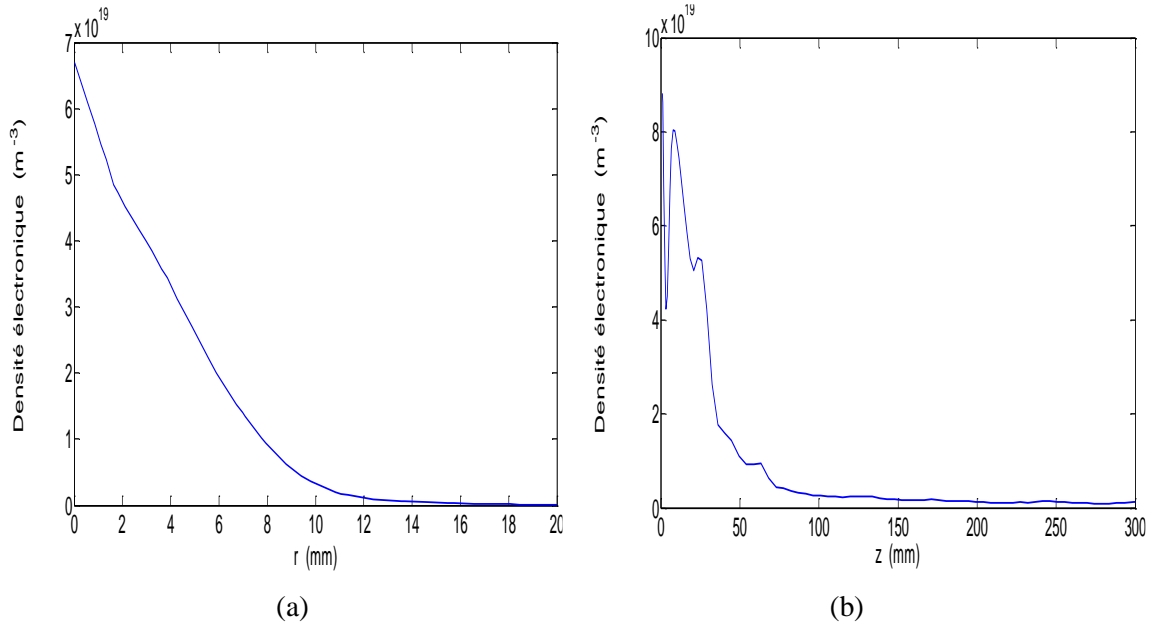 7 x 10^19
6
5
4
3
2
1
0
Densité électronique (m^-3)
0 2 4 6 8 10 12 14 16 18 20
r (mm)
(a)
10 x 10^19
8
6
4
2
0
Densité électronique (m^-3)
0 50 100 150 200 250 300
z (mm)
(b)